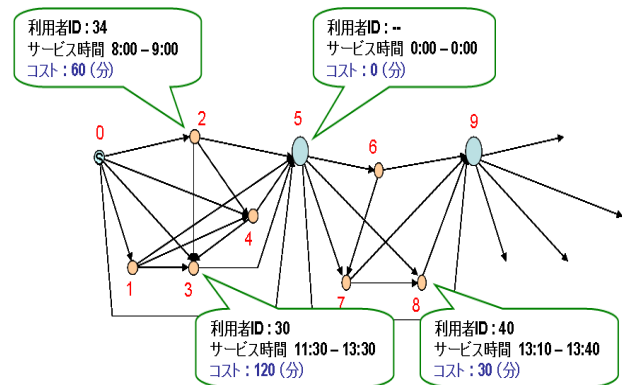 利用者ID : 34
サービス時間 8:00 – 9:00
コスト : 60 (分)
利用者ID : --
サービス時間 0:00 – 0:00
コスト : 0 (分)
0
2
5
6
9
S
4
1
3
7
8
利用者ID : 30
サービス時間 11:30 – 13:30
コスト : 120 (分)
利用者ID : 40
サービス時間 13:10 – 13:40
コスト : 30 (分)